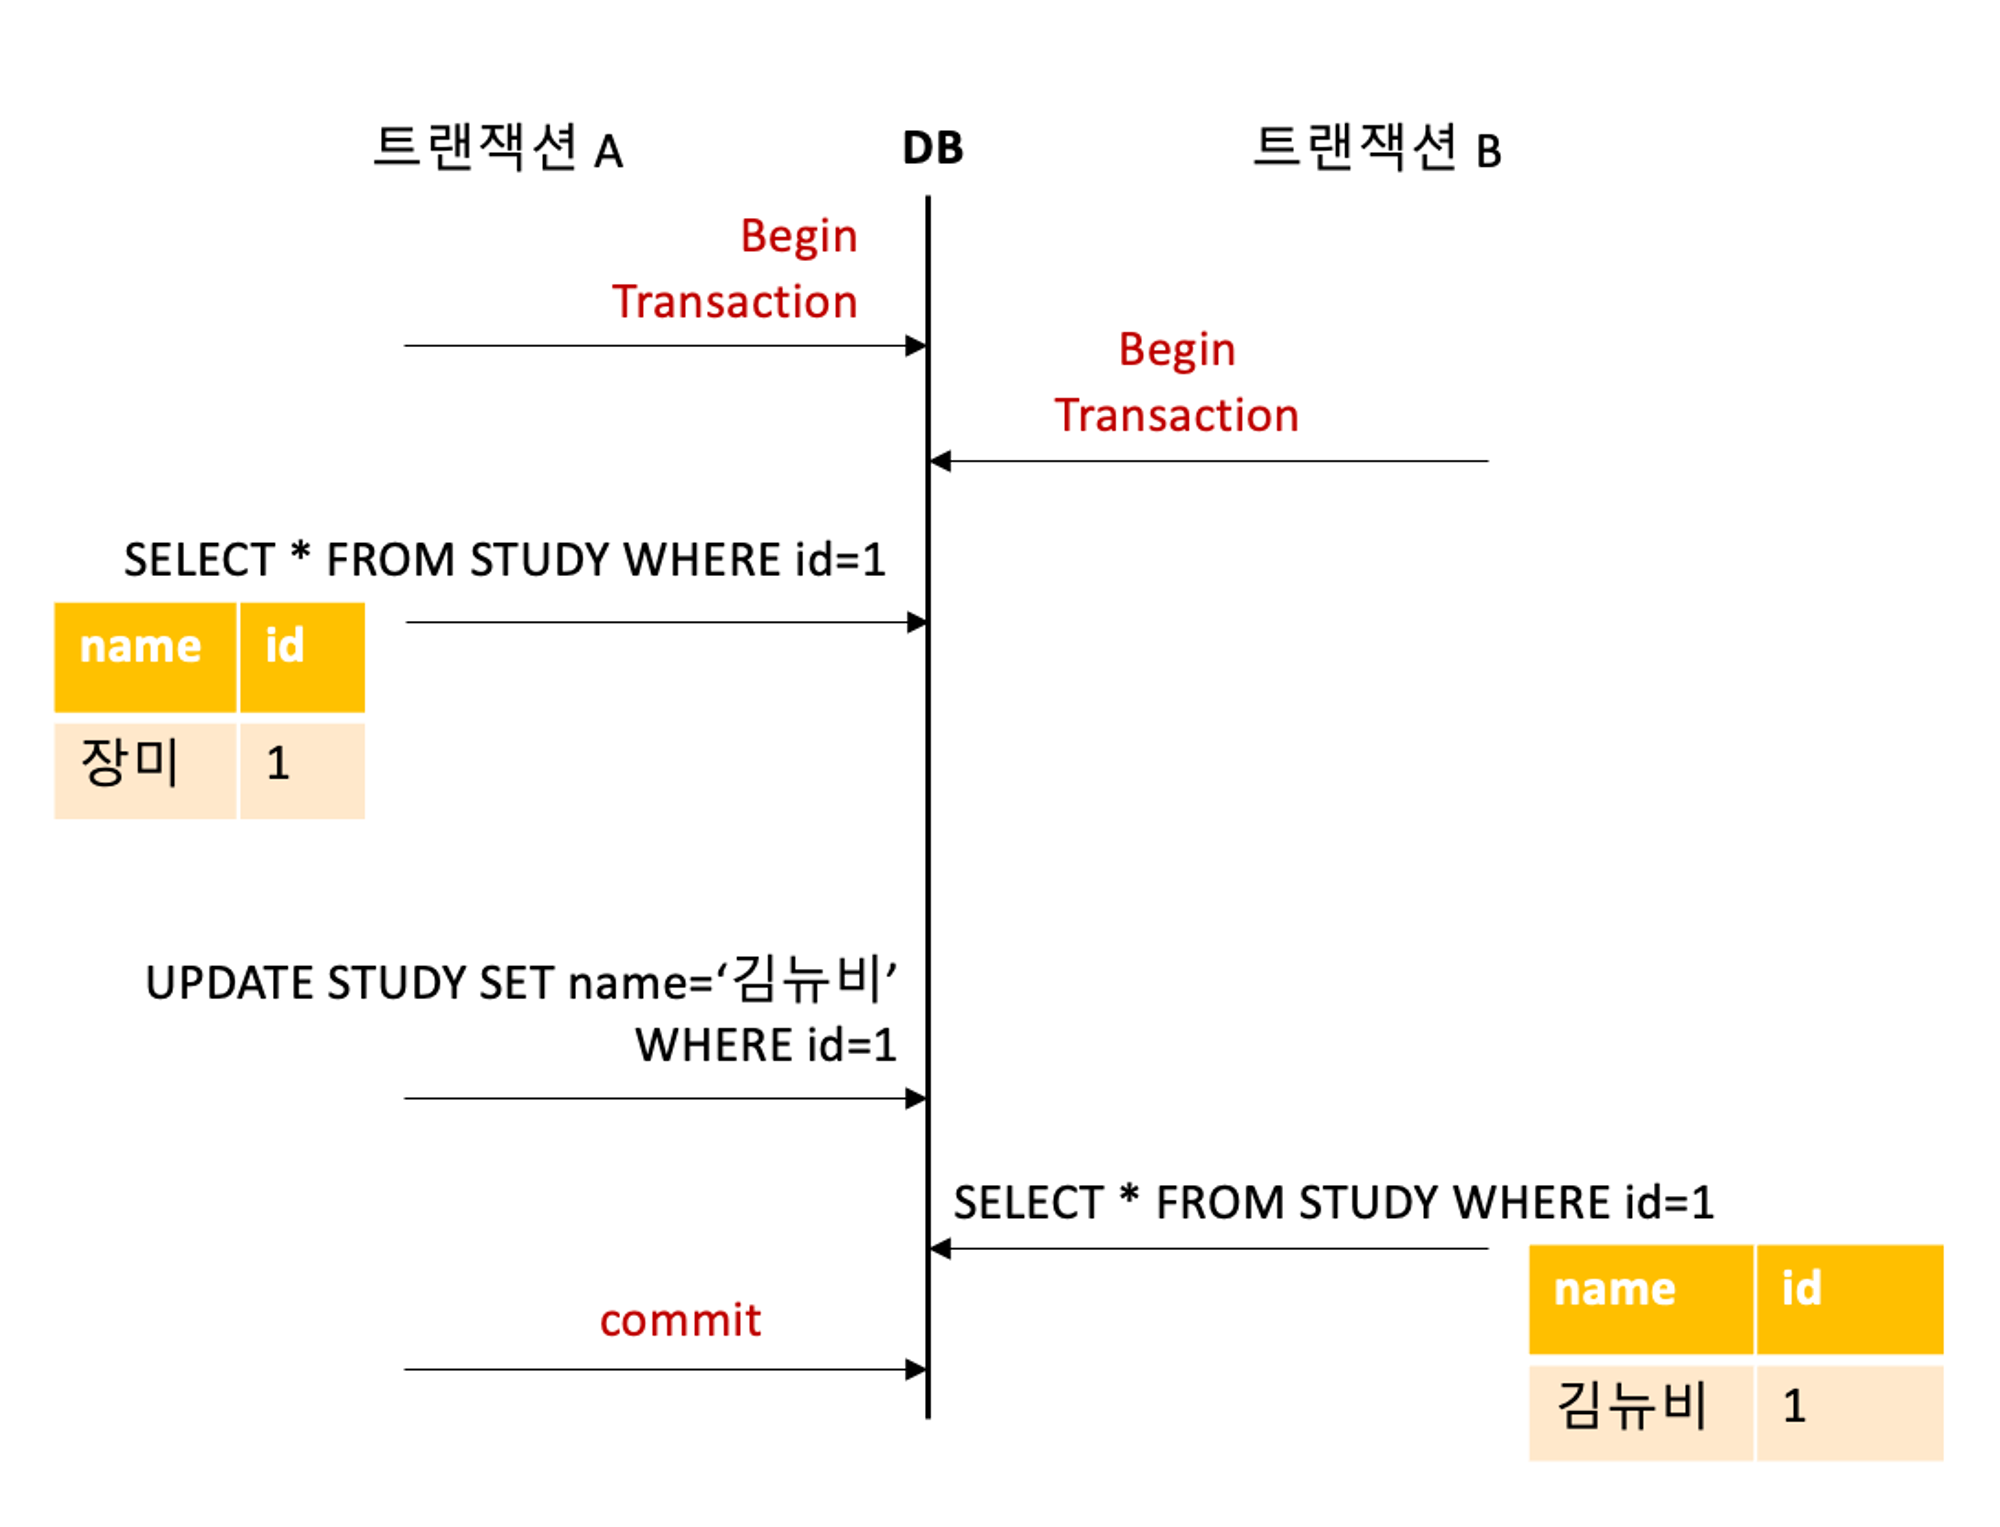 트랜잭션 A
DB
트랜잭션 B
Begin
Transaction
Begin
Transaction
SELECT * FROM STUDY WHERE id=1
name id
장미 1
UPDATE STUDY SET name=‘김뉴비’
WHERE id=1
SELECT * FROM STUDY WHERE id=1
name id
김뉴비 1
commit